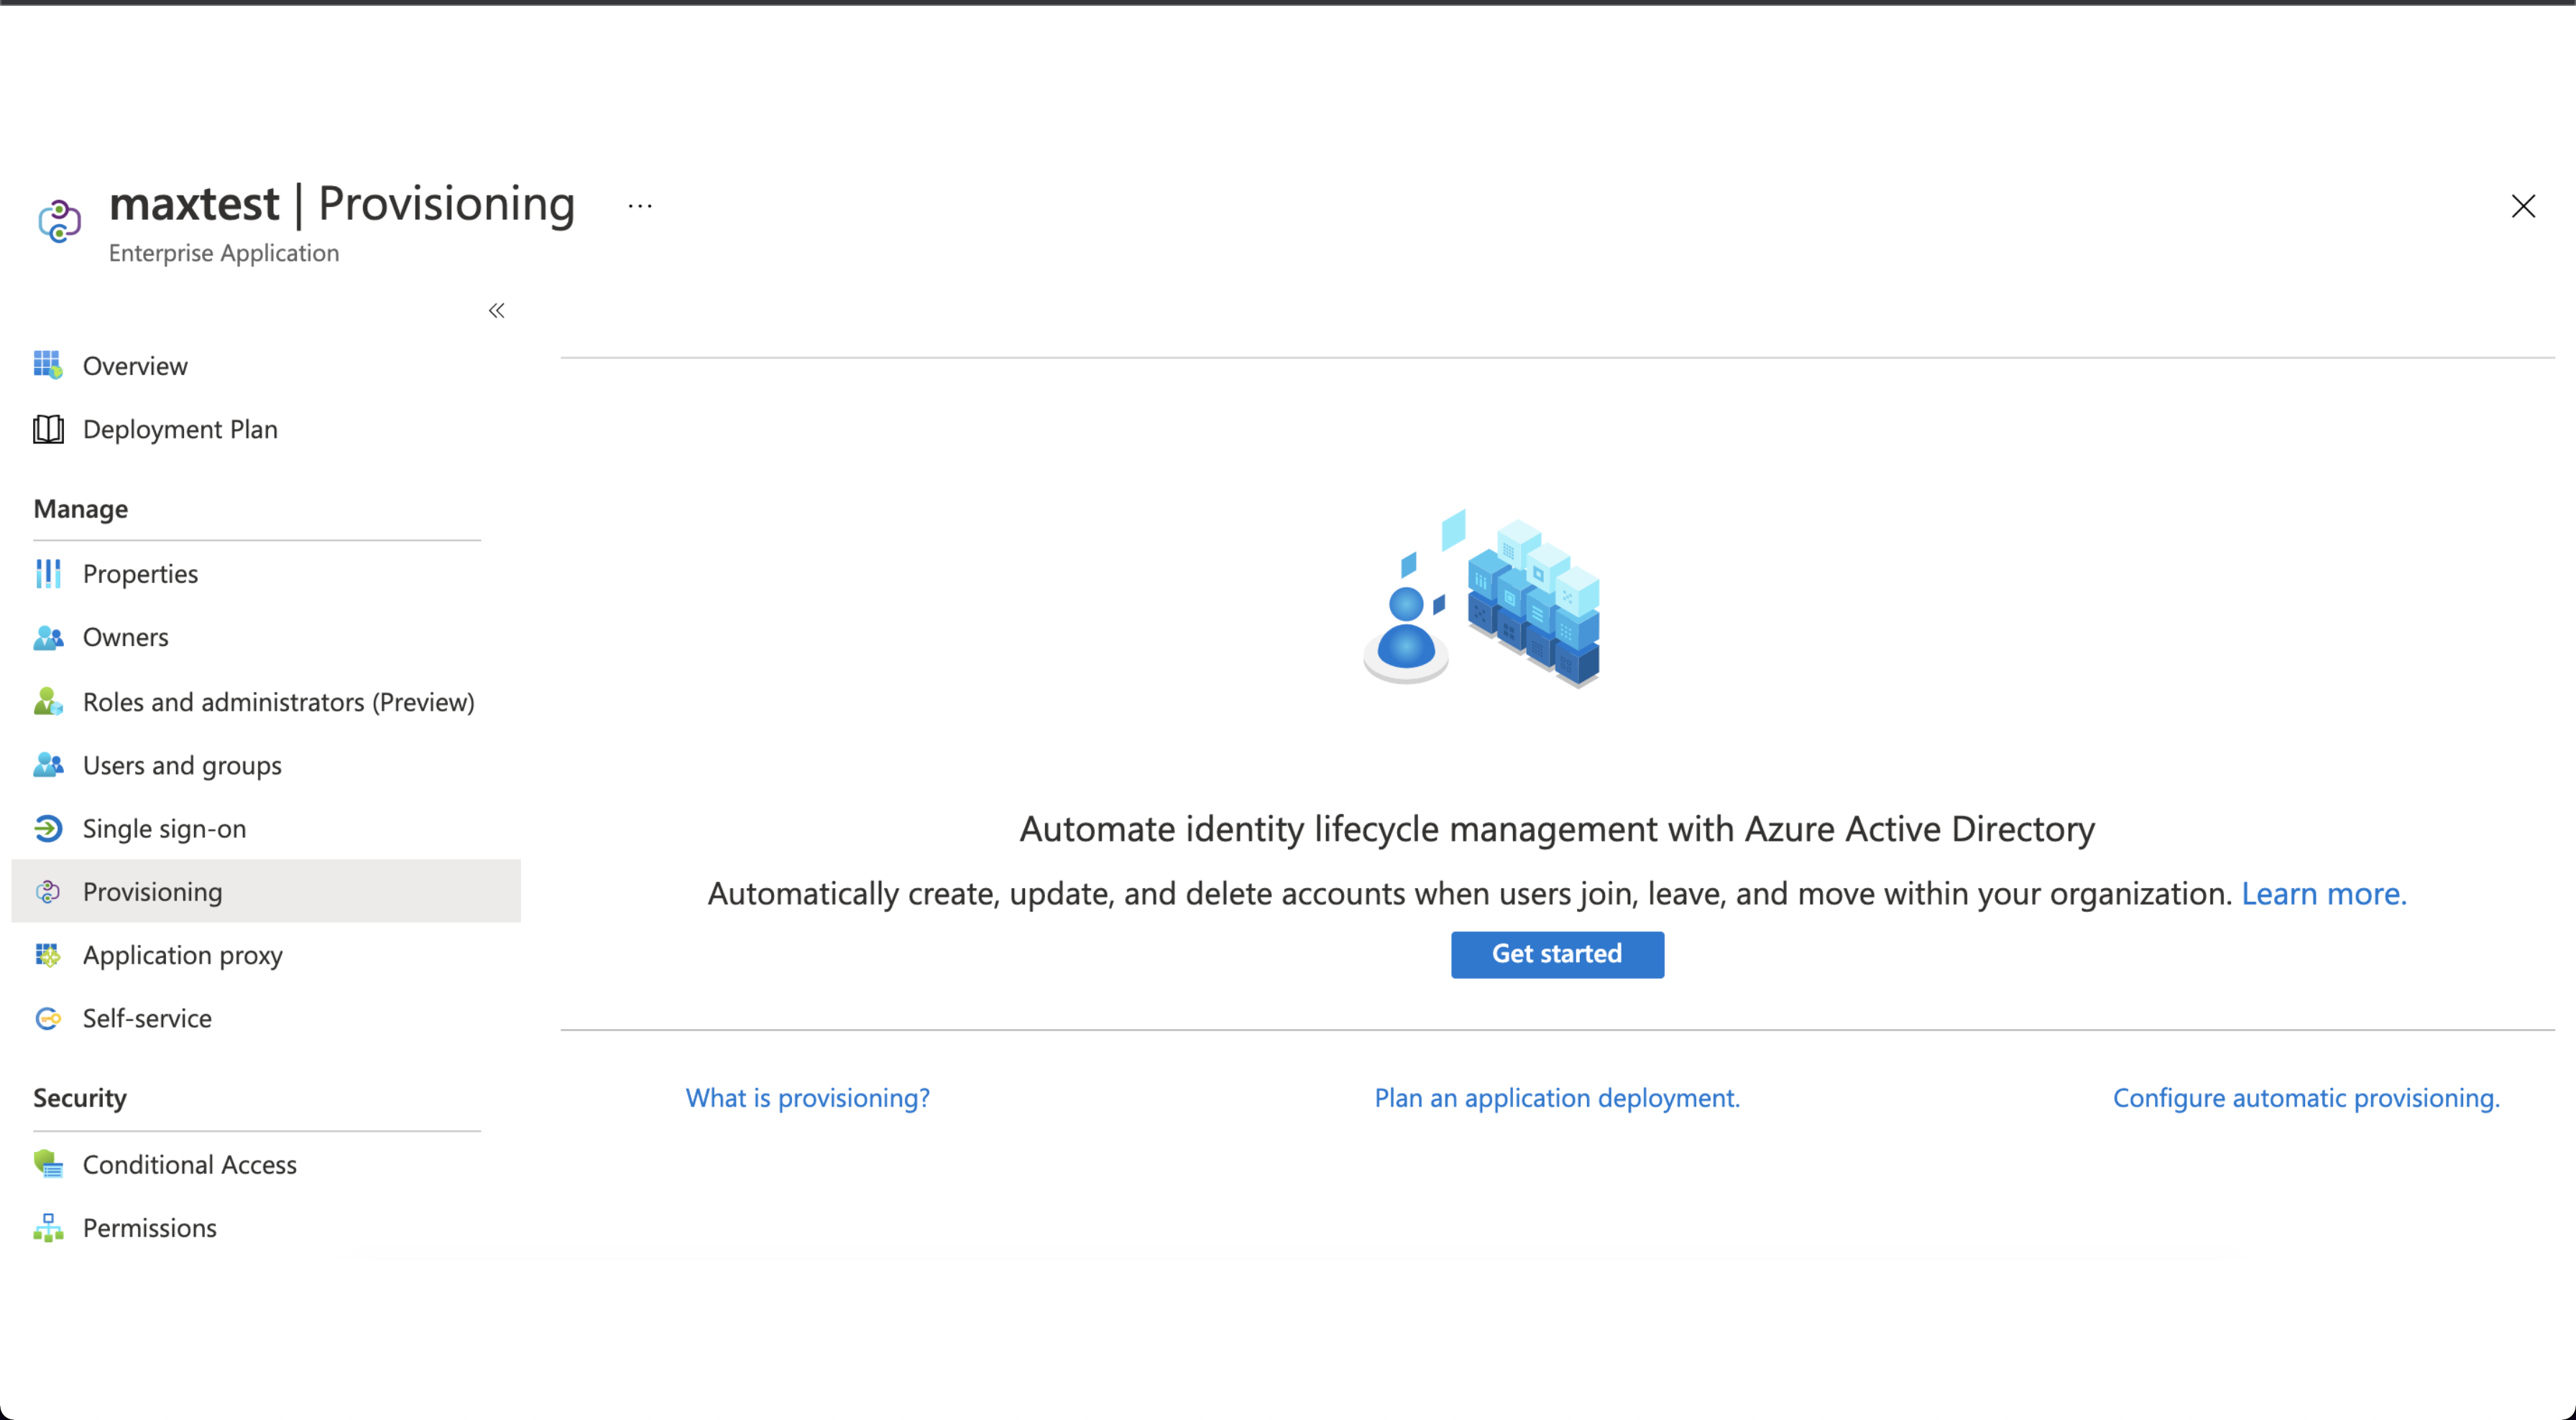 maxtest | Provisioning ...
Enterprise Application
Overview
Deployment Plan
Manage
Properties
Owners
Roles and administrators (Preview)
Users and groups
Single sign-on
Provisioning
Application proxy
Self-service
Security
Conditional Access
Permissions
Automate identity lifecycle management with Azure Active Directory
Automatically create, update, and delete accounts when users join, leave, and move within your organization. Learn more.
Get started
What is provisioning?
Plan an application deployment.
Configure automatic provisioning.